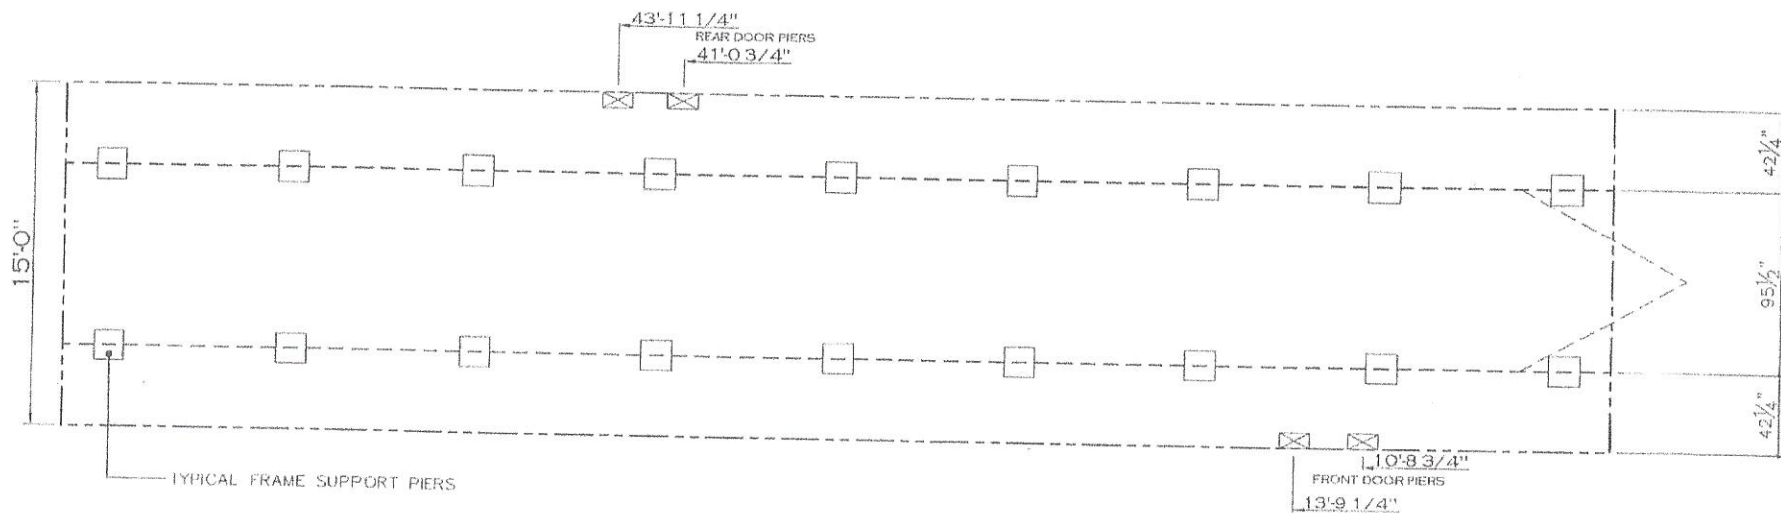 43'-11 1/4"
REAR DOOR PIERS
41'-0 3/4"
15'-0"
42 1/4"
95 1/2"
42 1/4"
TYPICAL FRAME SUPPORT PIERS
10'-8 3/4"
FRONT DOOR PIERS
13'-9 1/4"